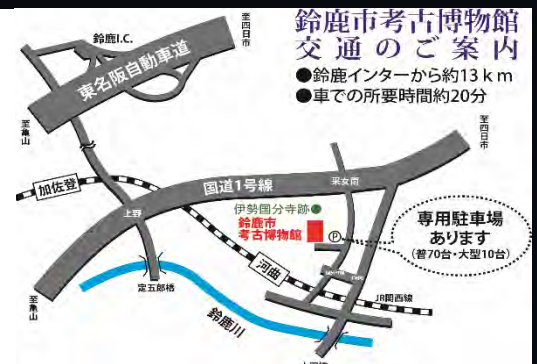 鈴鹿市考古博物館
交通のご案内
●鈴鹿インターから約13km
●車での所要時間約20分
至四日市
鈴鹿I.C.
東名阪自動車道
至亀山
至四日市
加佐登
国道1号線
采女南
上野
伊勢国分寺跡
鈴鹿市
考古博物館
P
専用駐車場
あります
(普70台・大型10台)
河曲
定五郎橋
JR関西線
至亀山
鈴鹿川